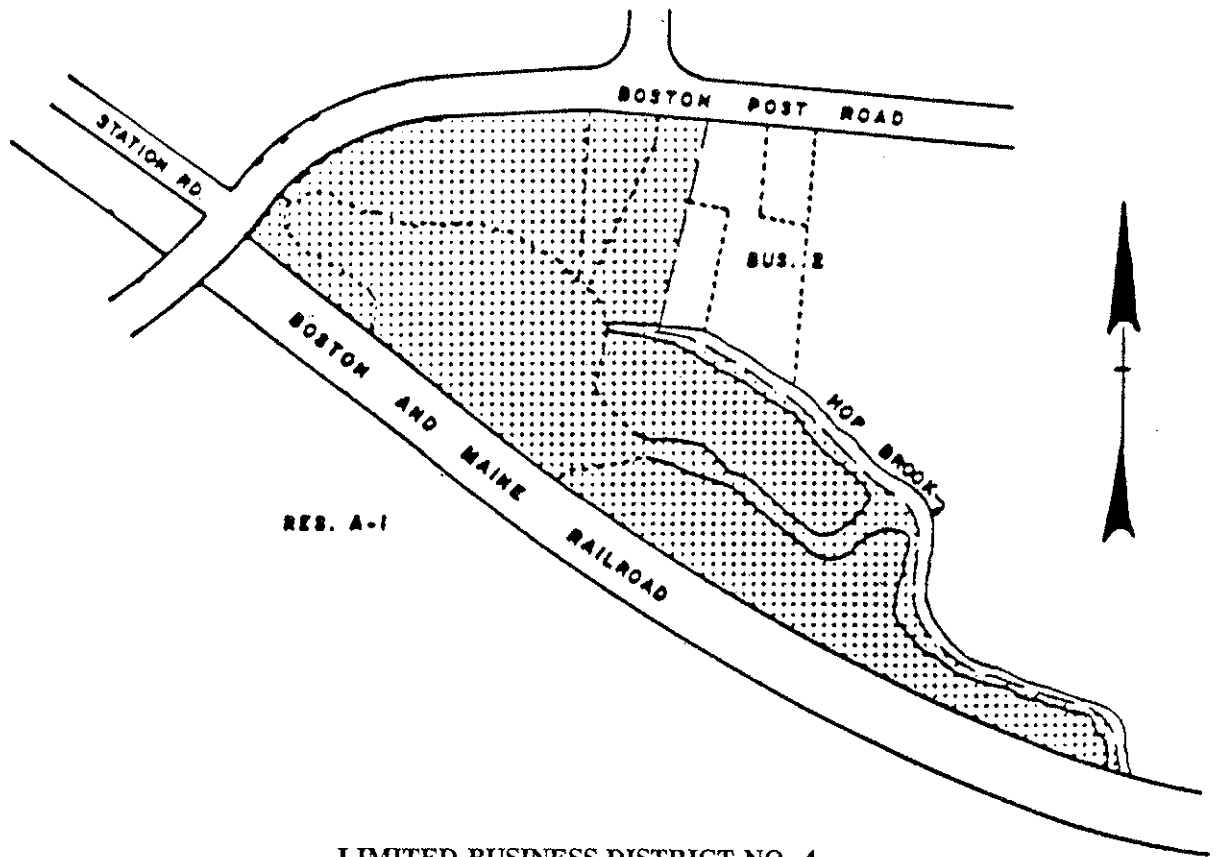 BOSTON POST ROAD
STATION RD.
BUS. 2
BOSTON AND MAINE RAILROAD
HOP BROOK
RES. A-1
LIMITED BUSINESS DISTRICT NO. 4